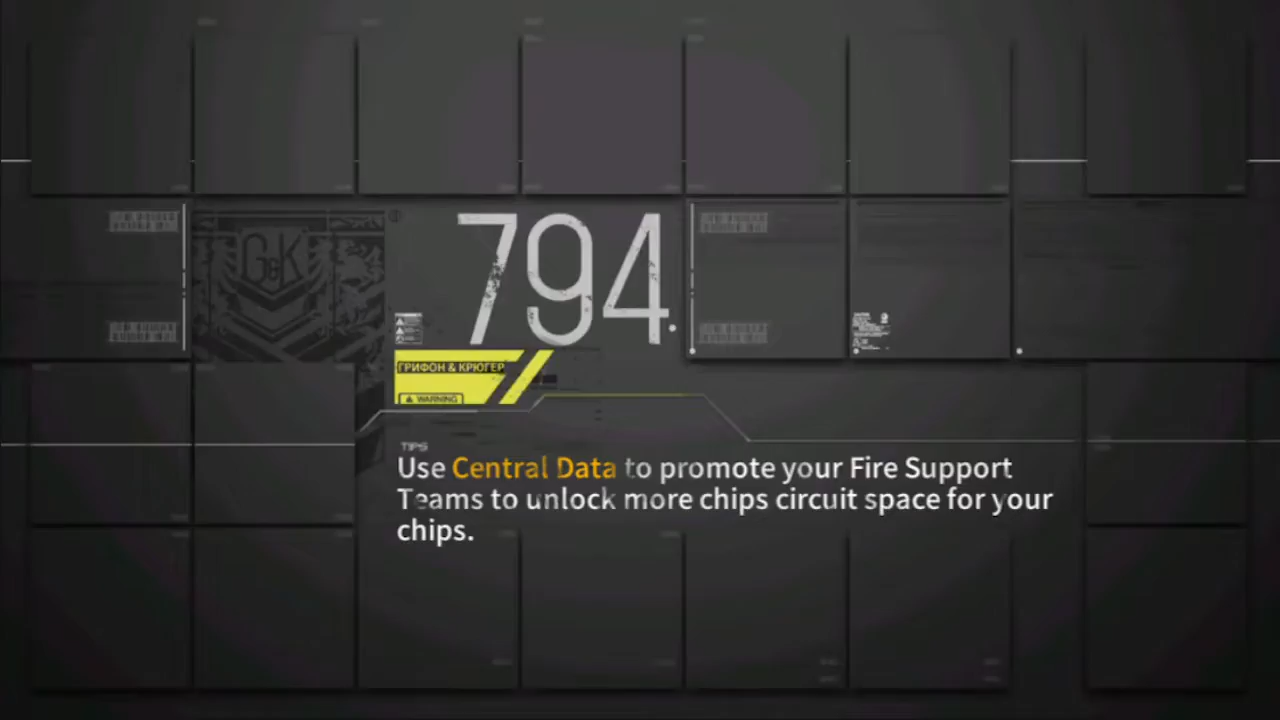 G&K
794.
ГРИФОН & КРЮГЕР
WARNING
TIPS
Use Central Data to promote your Fire Support
Teams to unlock more chips circuit space for your
chips.